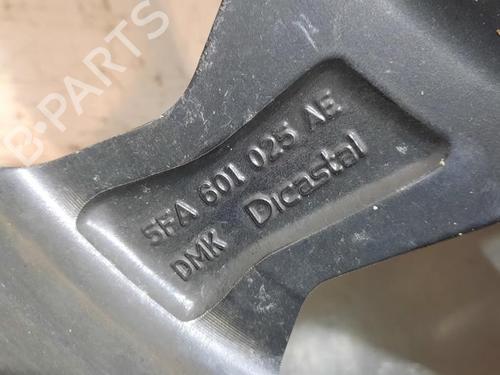 B-PARTS
5FA 601 025 AE
DMK Dicastal